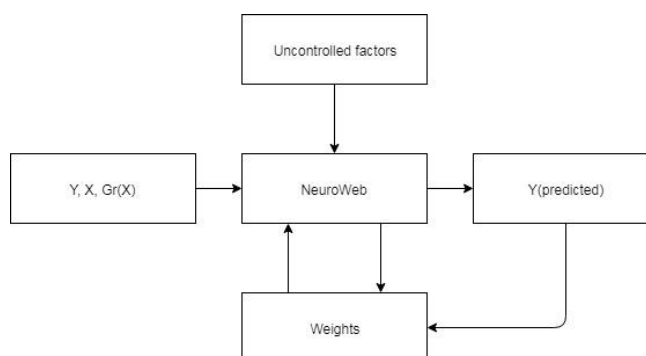 Uncontrolled factors
Y, X, Gr(X)
NeuroWeb
Y(predicted)
Weights